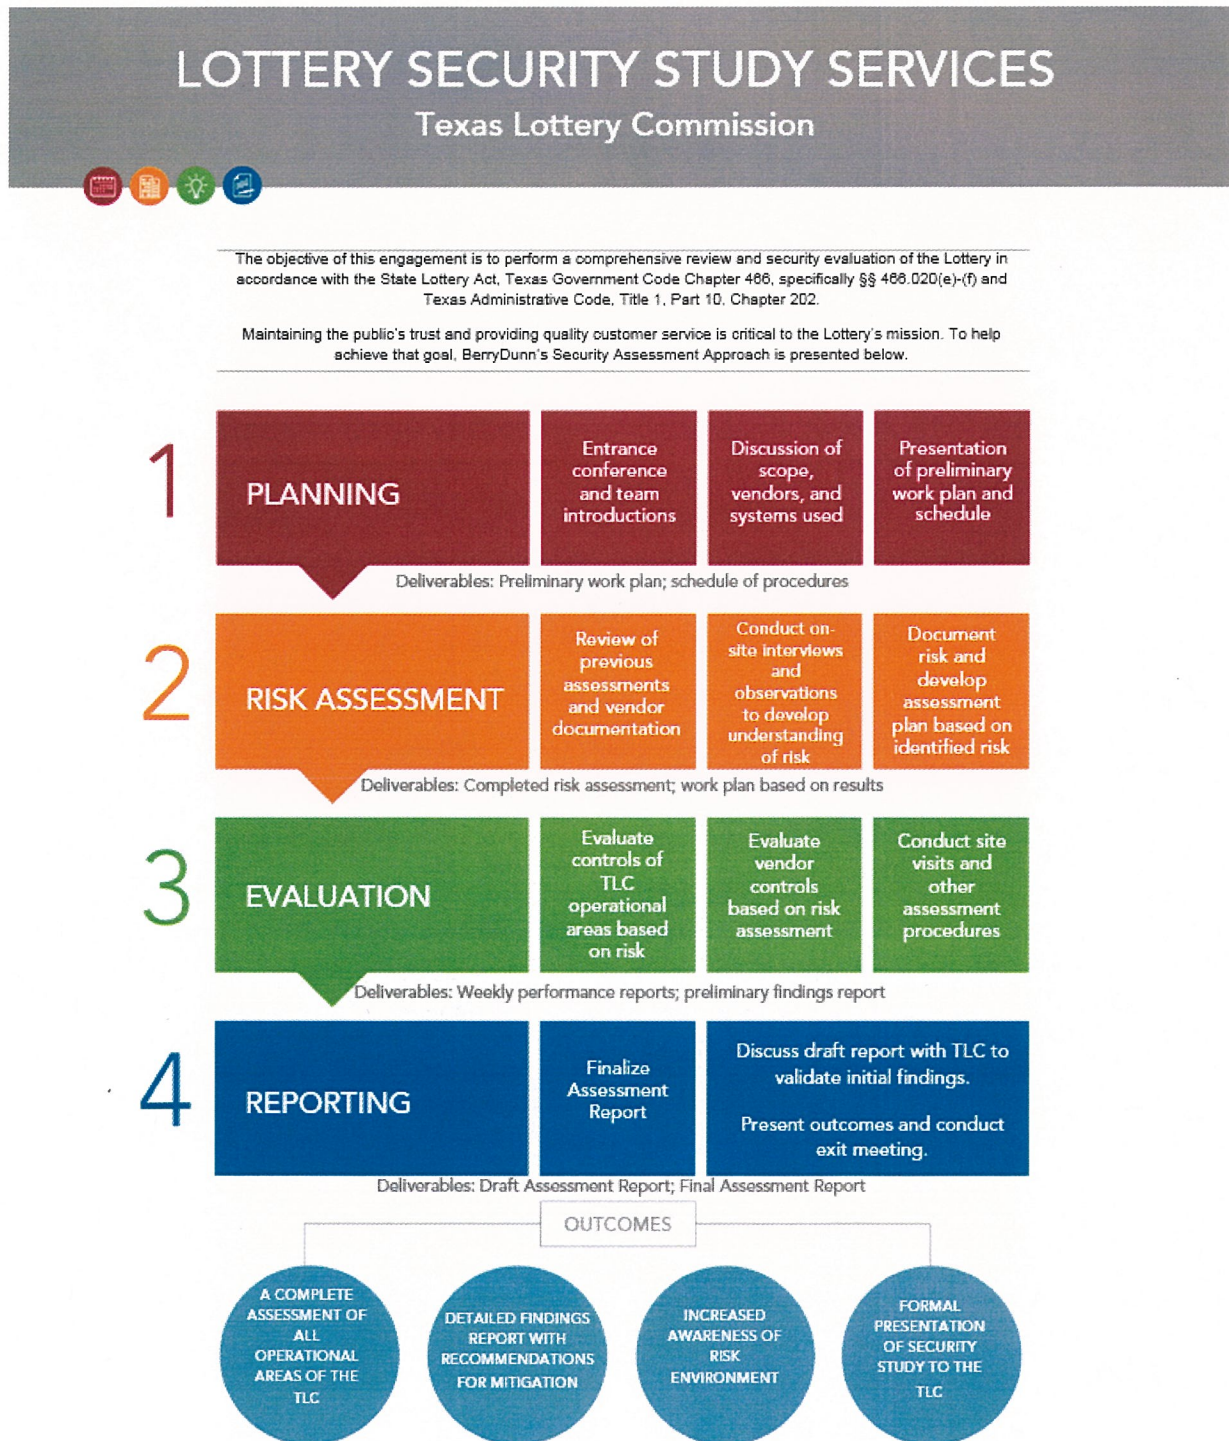 LOTTERY SECURITY STUDY SERVICES
Texas Lottery Commission
The objective of this engagement is to perform a comprehensive review and security evaluation of the Lottery in
accordance with the State Lottery Act, Texas Government Code Chapter 466, specifically §§ 466.020(e)-(f) and
Texas Administrative Code, Title 1, Part 10, Chapter 202.
Maintaining the public's trust and providing quality customer service is critical to the Lottery's mission. To help
achieve that goal, BerryDunn's Security Assessment Approach is presented below.
1
PLANNING
Entrance
conference
and team
introductions
Discussion of
scope,
vendors, and
systems used
Presentation
of preliminary
work plan and
schedule
Deliverables: Preliminary work plan; schedule of procedures
2
RISK ASSESSMENT
Review of
previous
assessments
and vendor
documentation
Conduct on-
site interviews
and
observations
to develop
understanding
of risk
Document
risk and
develop
assessment
plan based on
identified risk
Deliverables: Completed risk assessment; work plan based on results
3
EVALUATION
Evaluate
controls of
TLC
operational
areas based
on risk
Evaluate
vendor
controls
based on risk
assessment
Conduct site
visits and
other
assessment
procedures
Deliverables: Weekly performance reports; preliminary findings report
4
REPORTING
Finalize
Assessment
Report
Discuss draft report with TLC to
validate initial findings.
Present outcomes and conduct
exit meeting.
Deliverables: Draft Assessment Report; Final Assessment Report
OUTCOMES
A COMPLETE
ASSESSMENT OF
ALL
OPERATIONAL
AREAS OF THE
TLC
DETAILED FINDINGS
REPORT WITH
RECOMMENDATIONS
FOR MITIGATION
INCREASED
AWARENESS OF
RISK
ENVIRONMENT
FORMAL
PRESENTATION
OF SECURITY
STUDY TO THE
TLC